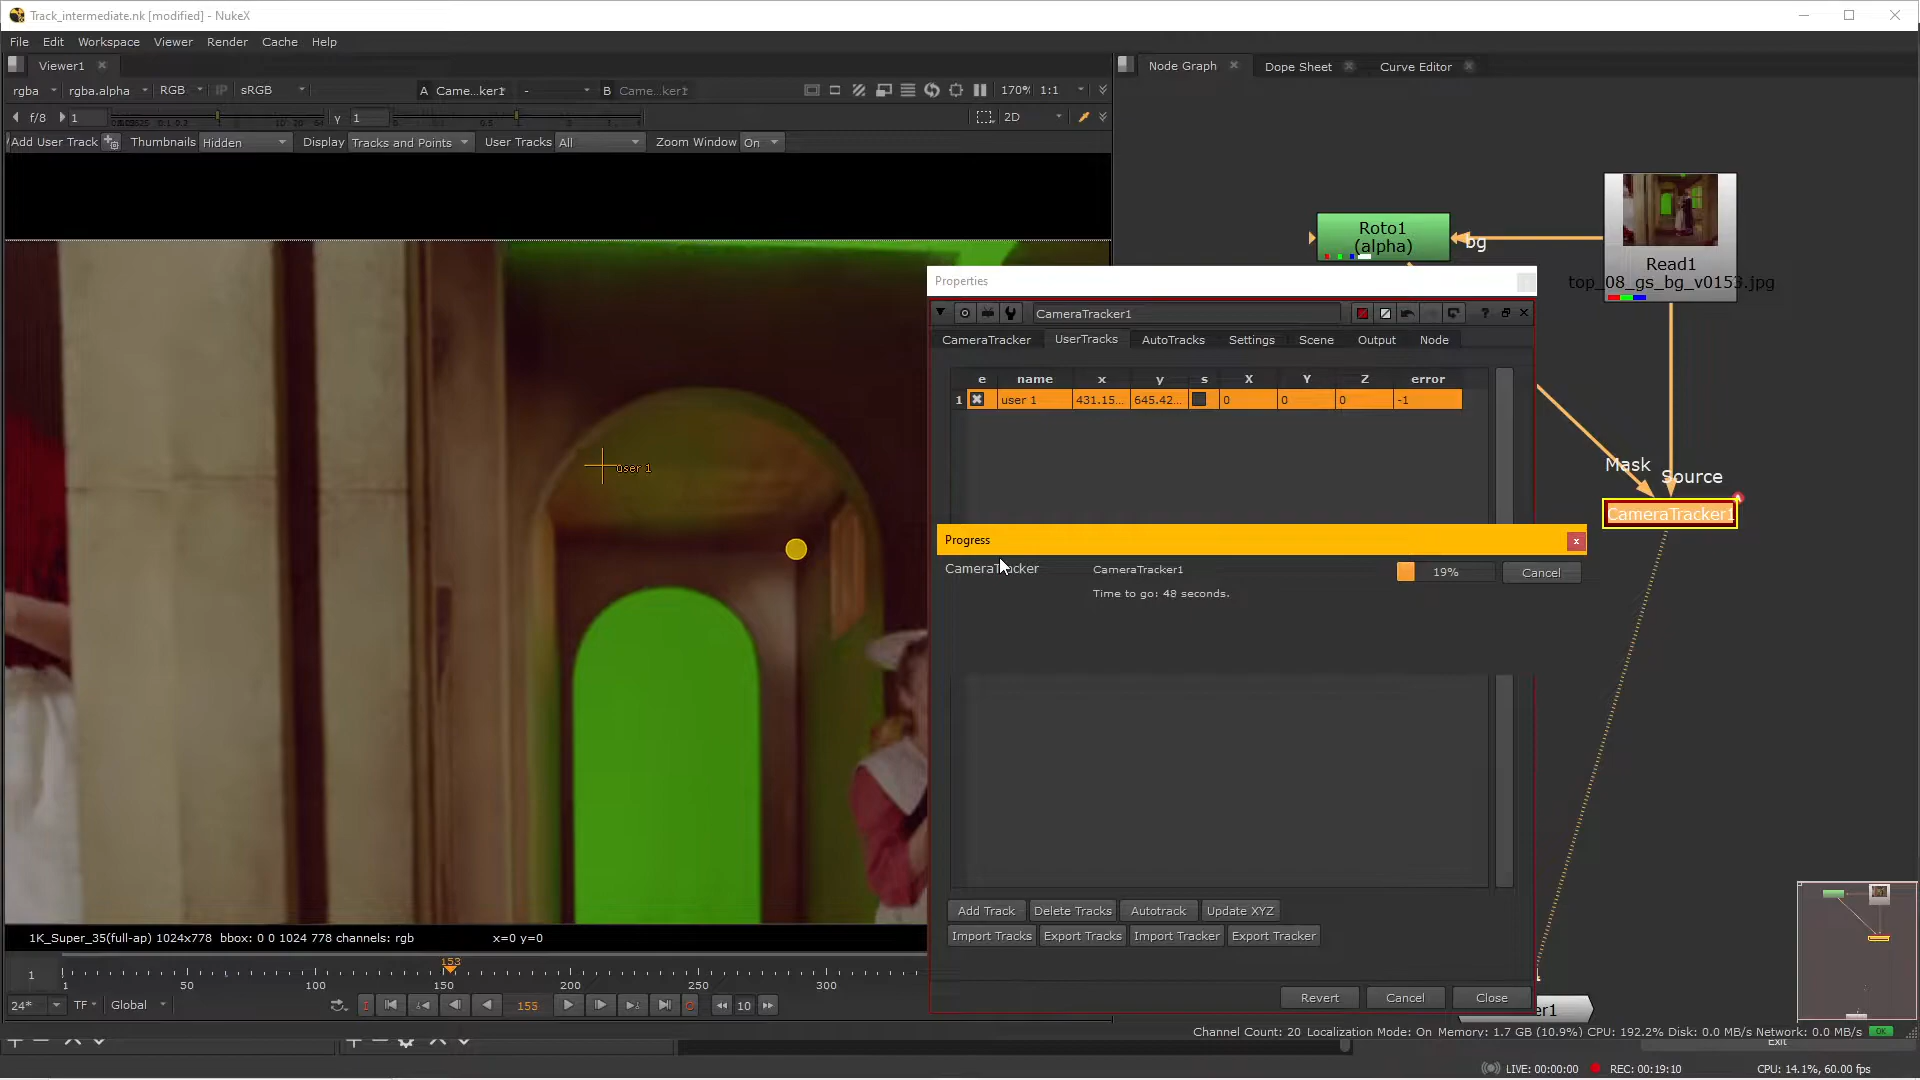 Track_intermediate.nk [modified] - NukeX
File Edit Workspace Viewer Render Cache Help
Viewer1
rgba rgba.alpha RGB IP sRGB A Came...ker1 - B Came...ker1 170% 1:1
f/8 1 γ 1 2D
Add User Track Thumbnails Hidden Display Tracks and Points User Tracks All Zoom Window On
user 1
1K_Super_35(full-ap) 1024x778 bbox: 0 0 1024 778 channels: rgb x=0 y=0
153
1 1 50 100 150 200 250 300
24* TF Global 155 10
Node Graph Dope Sheet Curve Editor
Roto1
(alpha)
bg
Read1
top_08_gs_bg_v0153.jpg
Mask Source
CameraTracker1
Properties
CameraTracker1
CameraTracker UserTracks AutoTracks Settings Scene Output Node
e name x y s X Y Z error
1 user 1 431.15... 645.42... 0 0 0 -1
Progress
CameraTracker CameraTracker1 19% Cancel
Time to go: 48 seconds.
Add Track Delete Tracks Autotrack Update XYZ
Import Tracks Export Tracks Import Tracker Export Tracker
Revert Cancel Close
er1
Channel Count: 20 Localization Mode: On Memory: 1.7 GB (10.9%) CPU: 192.2% Disk: 0.0 MB/s Network: 0.0 MB/s OK
Exit
LIVE: 00:00:00 REC: 00:19:10 CPU: 14.1%, 60.00 fps